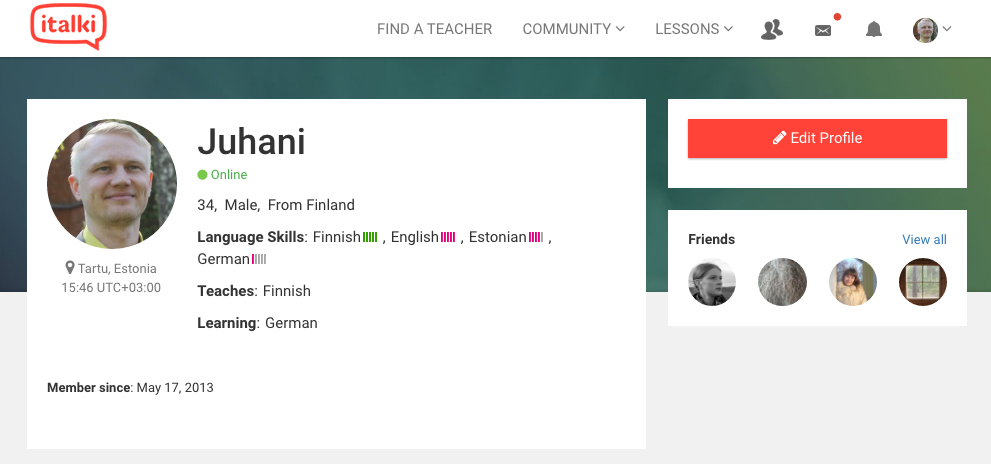 italki
FIND A TEACHER
COMMUNITY
LESSONS
Juhani
Online
34, Male, From Finland
Language Skills: Finnish , English , Estonian ,
German
Teaches: Finnish
Learning: German
Tartu, Estonia
15:46 UTC+03:00
Member since: May 17, 2013
Edit Profile
Friends
View all